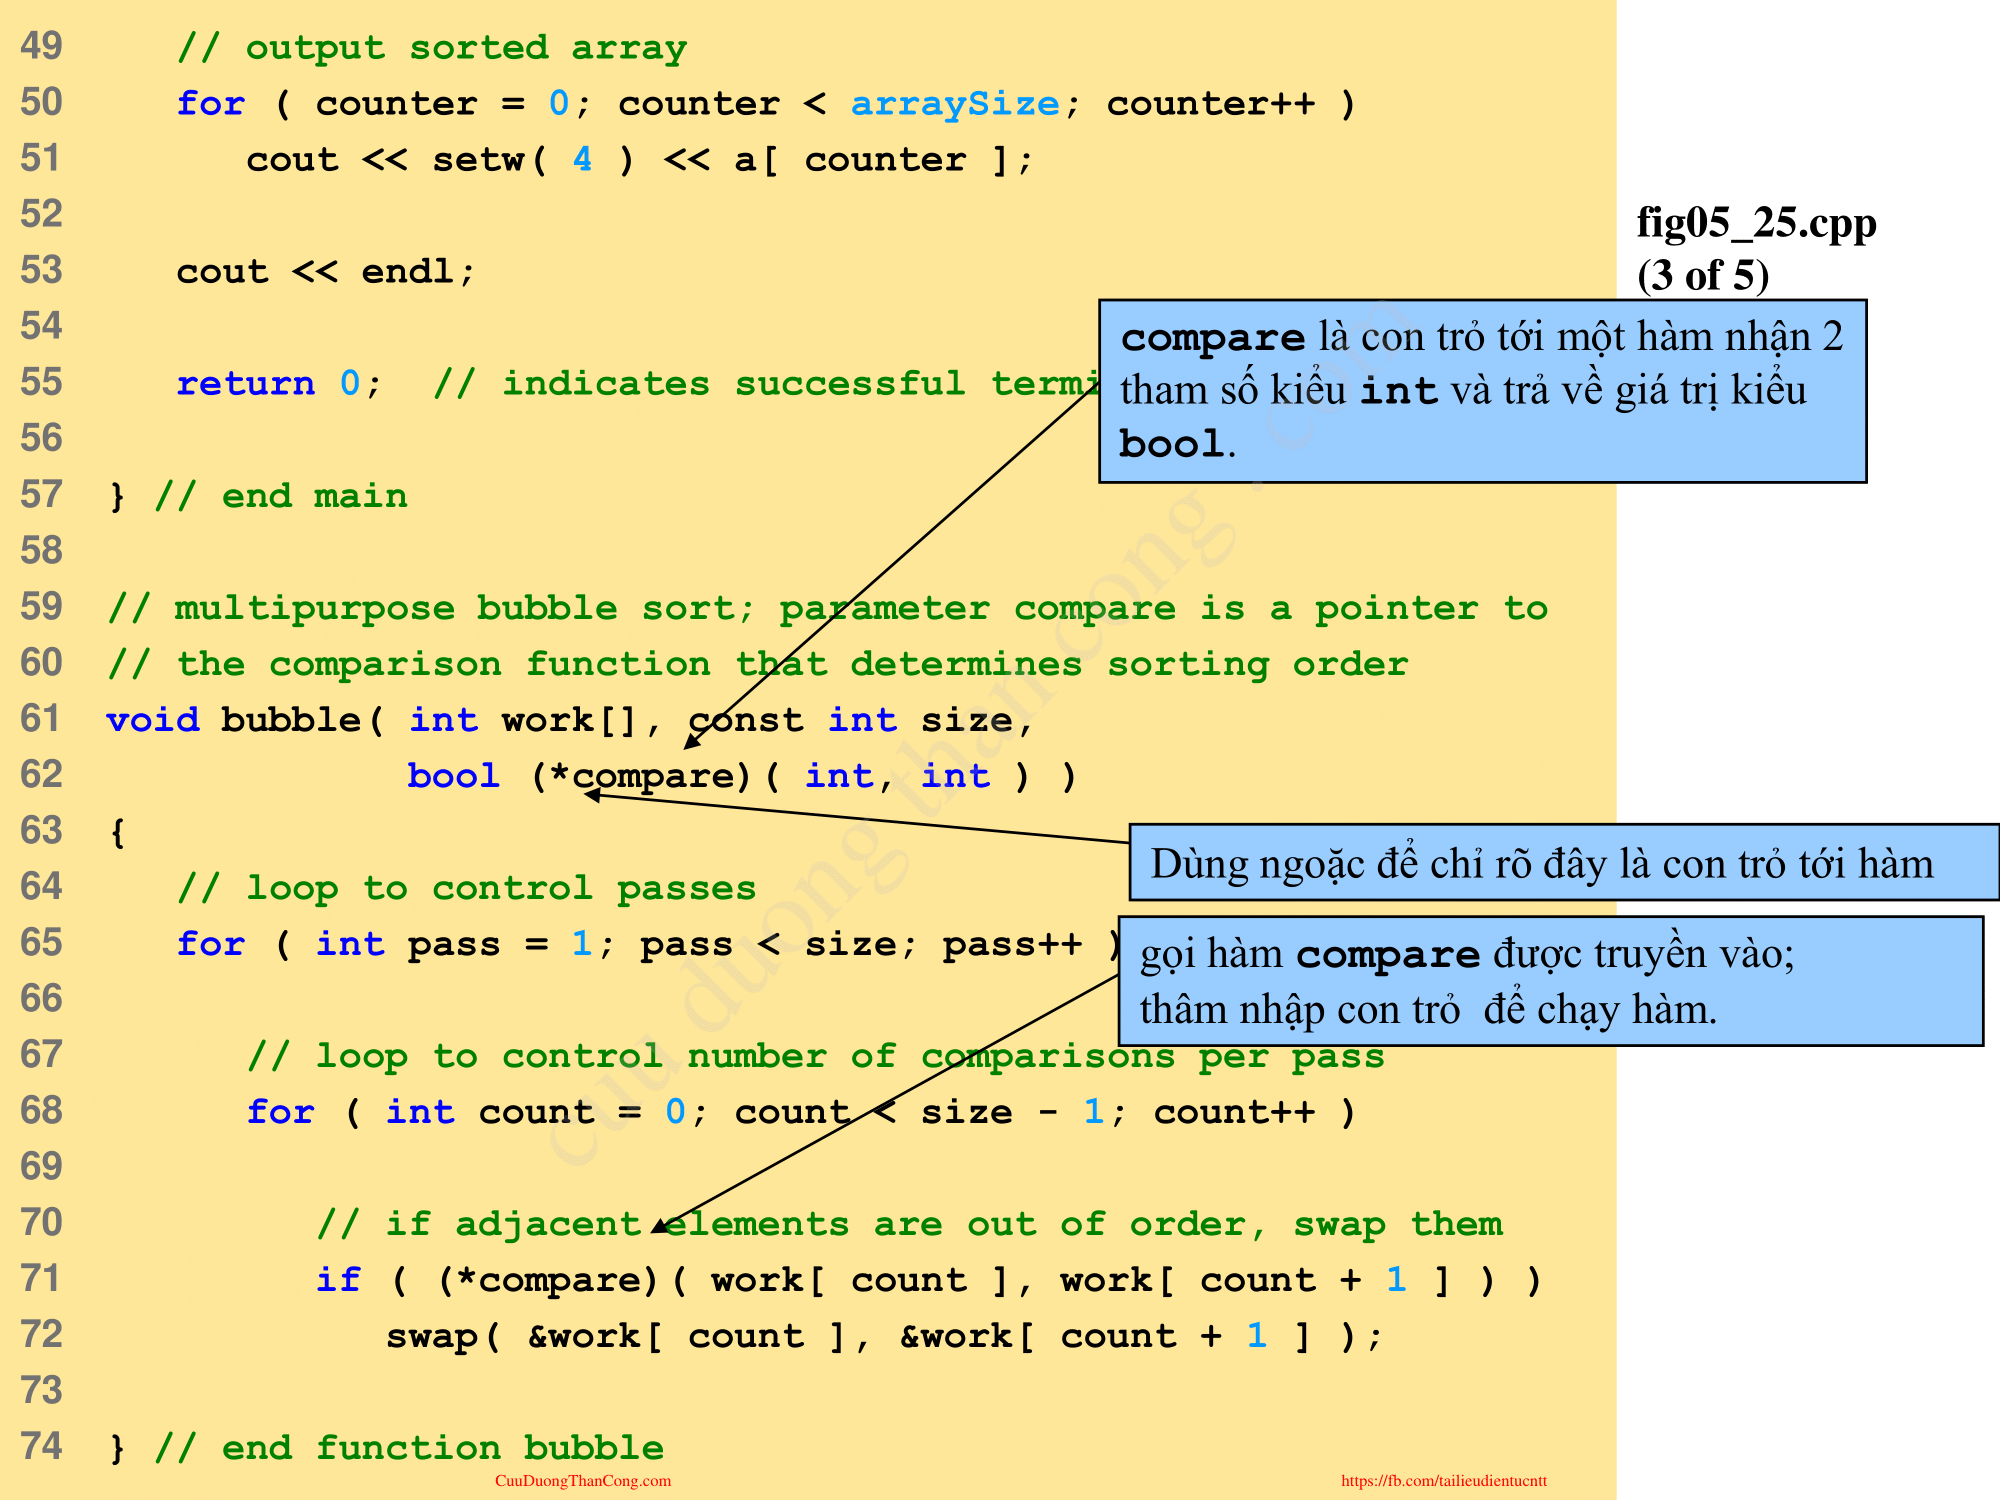 49 // output sorted array
50 for ( counter = 0; counter < arraySize; counter++ )
51 cout << setw( 4 ) << a[ counter ];
52
53 cout << endl;
54
55 return 0; // indicates successful termi
56
57 } // end main
58
59 // multipurpose bubble sort; parameter compare is a pointer to
60 // the comparison function that determines sorting order
61 void bubble( int work[], const int size,
62 bool (*compare)( int, int ) )
63 {
64 // loop to control passes
65 for ( int pass = 1; pass < size; pass++ )
66
67 // loop to control number of comparisons per pass
68 for ( int count = 0; count < size - 1; count++ )
69
70 // if adjacent elements are out of order, swap them
71 if ( (*compare)( work[ count ], work[ count + 1 ] ) )
72 swap( &work[ count ], &work[ count + 1 ] );
73
74 } // end function bubble
fig05_25.cpp
(3 of 5)
compare là con trỏ tới một hàm nhận 2
tham số kiểu int và trả về giá trị kiểu
bool.
Dùng ngoặc để chỉ rõ đây là con trỏ tới hàm
gọi hàm compare được truyền vào;
thâm nhập con trỏ để chạy hàm.
cuu duong than cong . com
CuuDuongThanCong.com
https://fb.com/tailieudientucntt